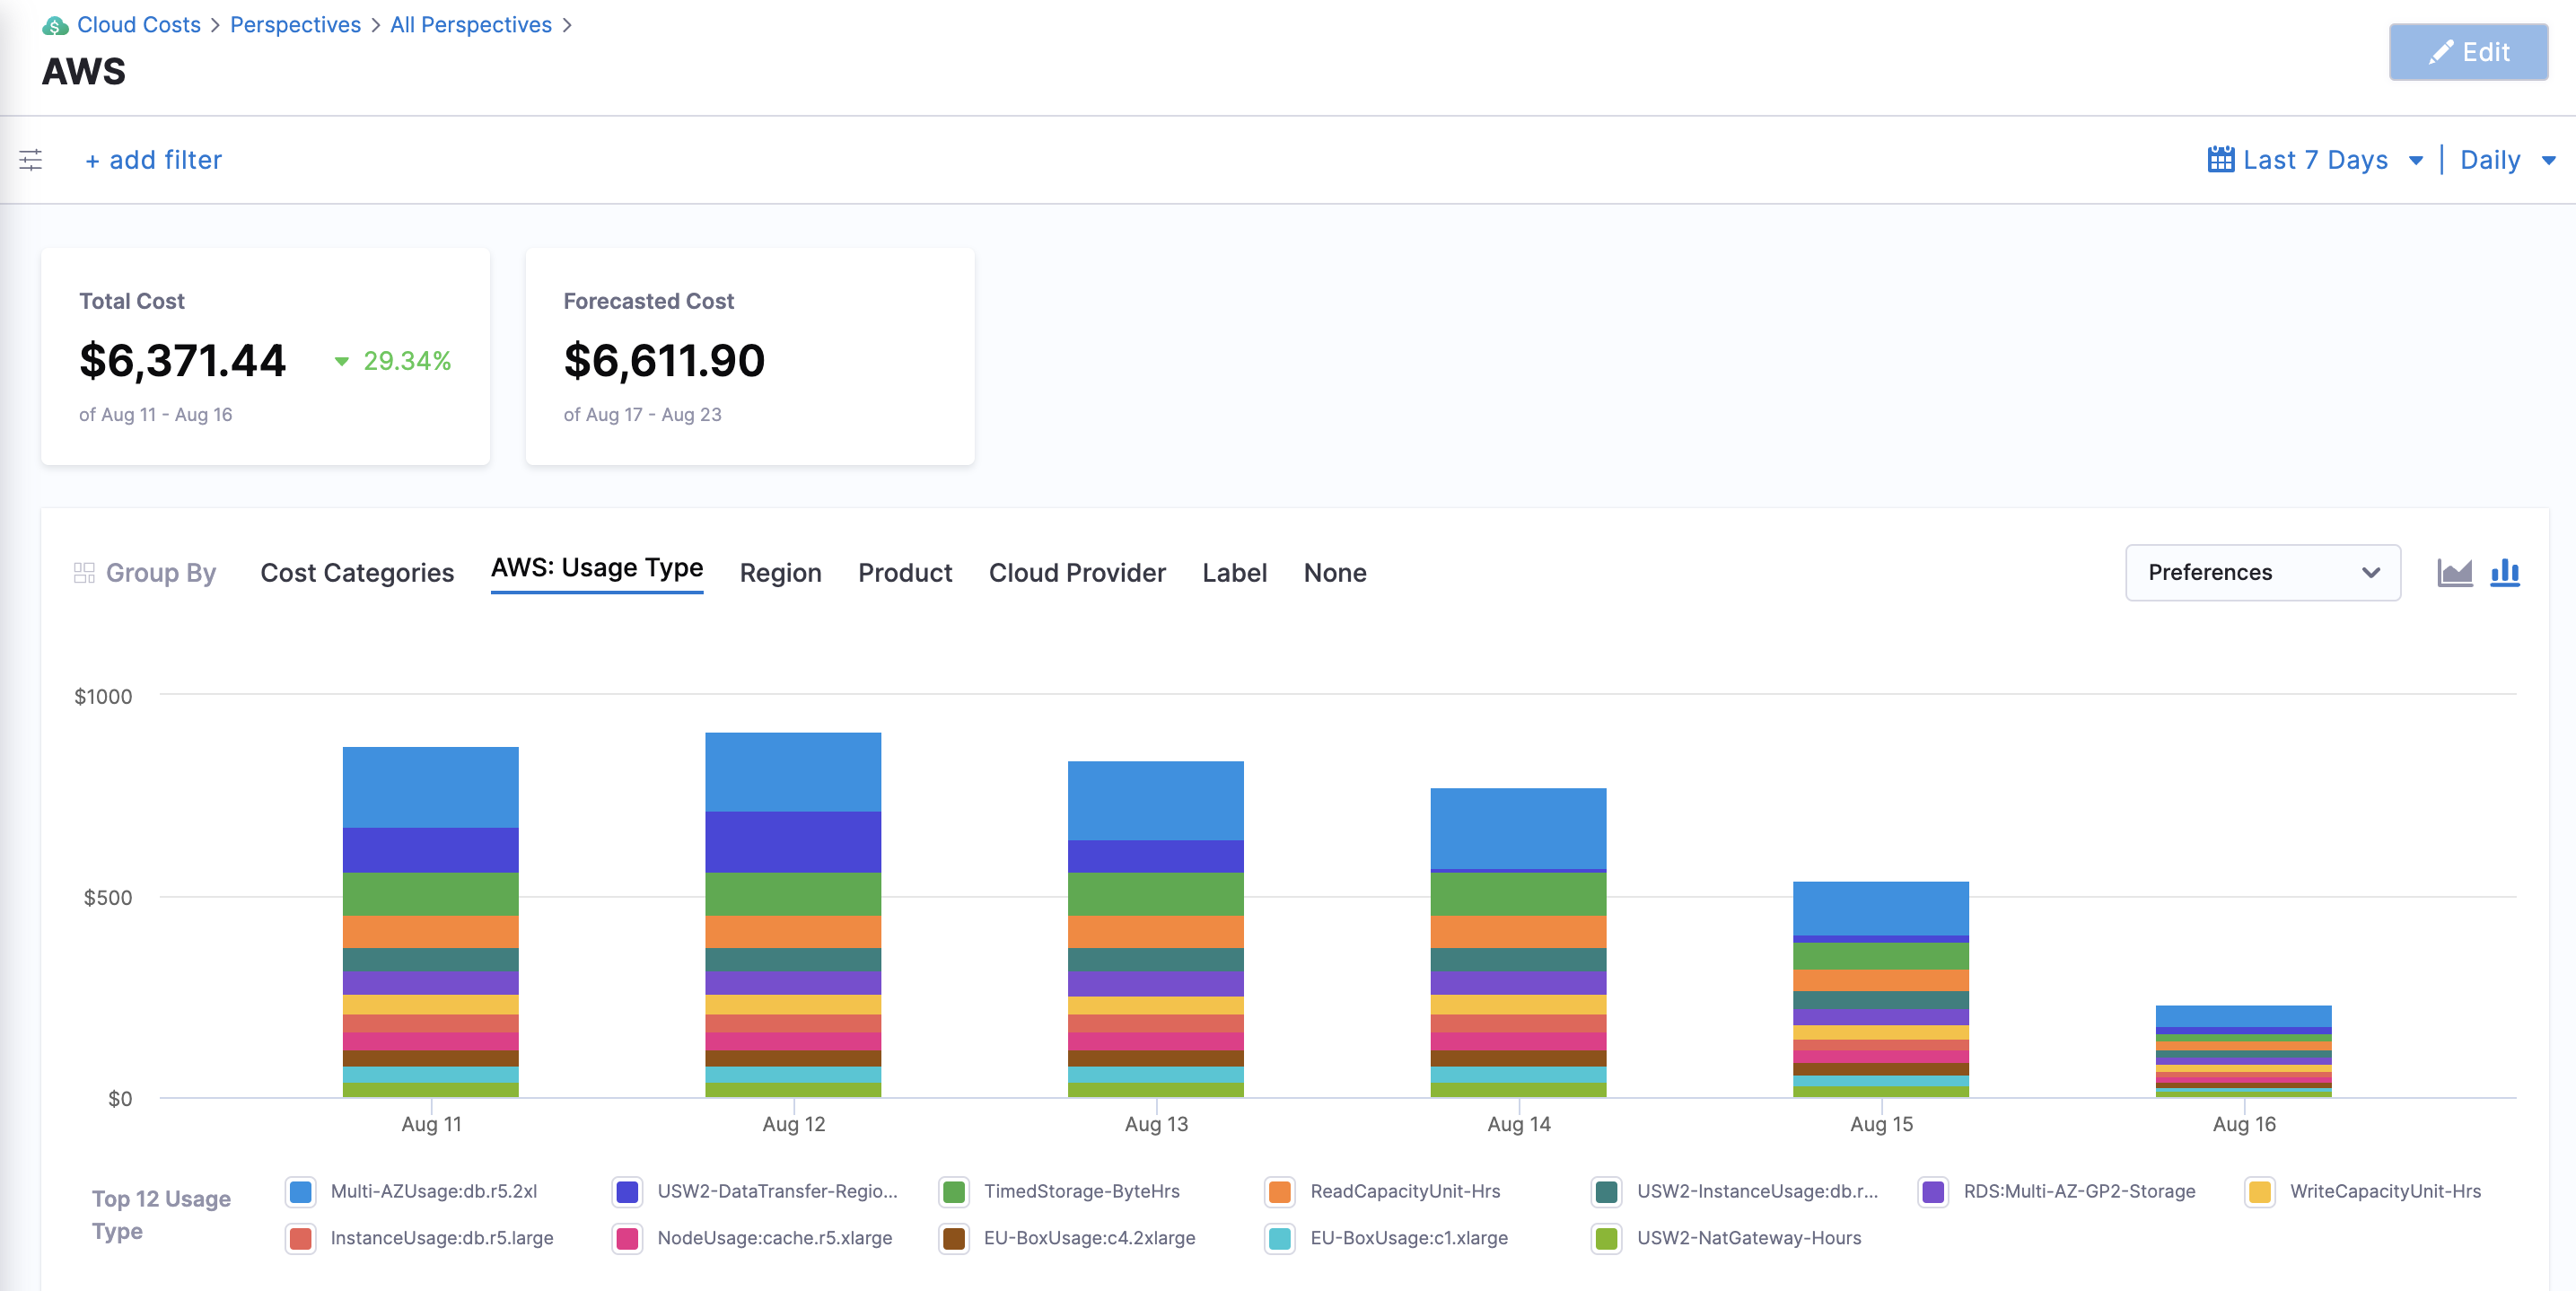 Cloud Costs > Perspectives > All Perspectives >
AWS
Edit
+ add filter
Last 7 Days | Daily
Total Cost
$6,371.44 29.34%
of Aug 11 - Aug 16
Forecasted Cost
$6,611.90
of Aug 17 - Aug 23
Group By Cost Categories AWS: Usage Type Region Product Cloud Provider Label None
Preferences
$1000
$500
$0
Aug 11 Aug 12 Aug 13 Aug 14 Aug 15 Aug 16
Top 12 Usage
Type
Multi-AZUsage:db.r5.2xl USW2-DataTransfer-Regio... TimedStorage-ByteHrs ReadCapacityUnit-Hrs USW2-InstanceUsage:db.r... RDS:Multi-AZ-GP2-Storage WriteCapacityUnit-Hrs
InstanceUsage:db.r5.large NodeUsage:cache.r5.xlarge EU-BoxUsage:c4.2xlarge EU-BoxUsage:c1.xlarge USW2-NatGateway-Hours